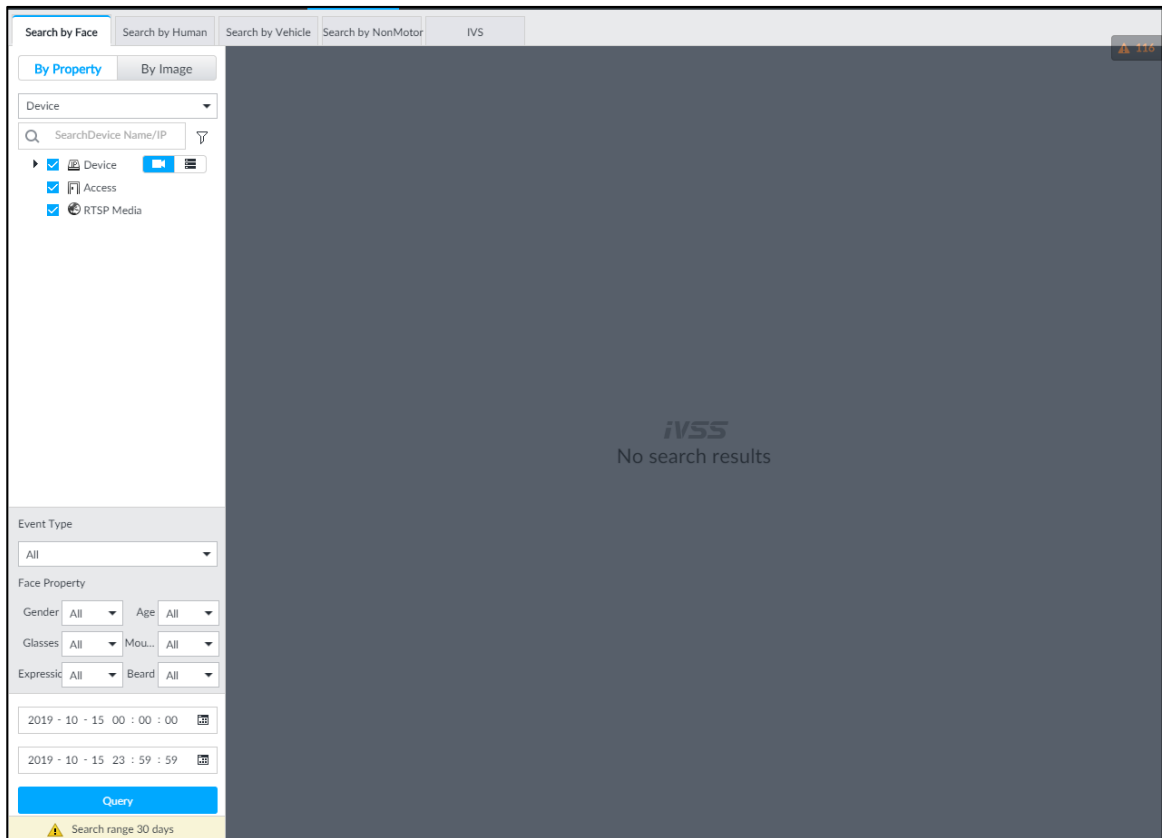 Search by Face Search by Human Search by Vehicle Search by NonMotor IVS
116
By Property By Image
Device
SearchDevice Name/IP
Device
Access
RTSP Media
iVSS
No search results
Event Type
All
Face Property
Gender All Age All
Glasses All Mou... All
Expressic All Beard All
2019 - 10 - 15 00 : 00 : 00
2019 - 10 - 15 23 : 59 : 59
Query
Search range 30 days